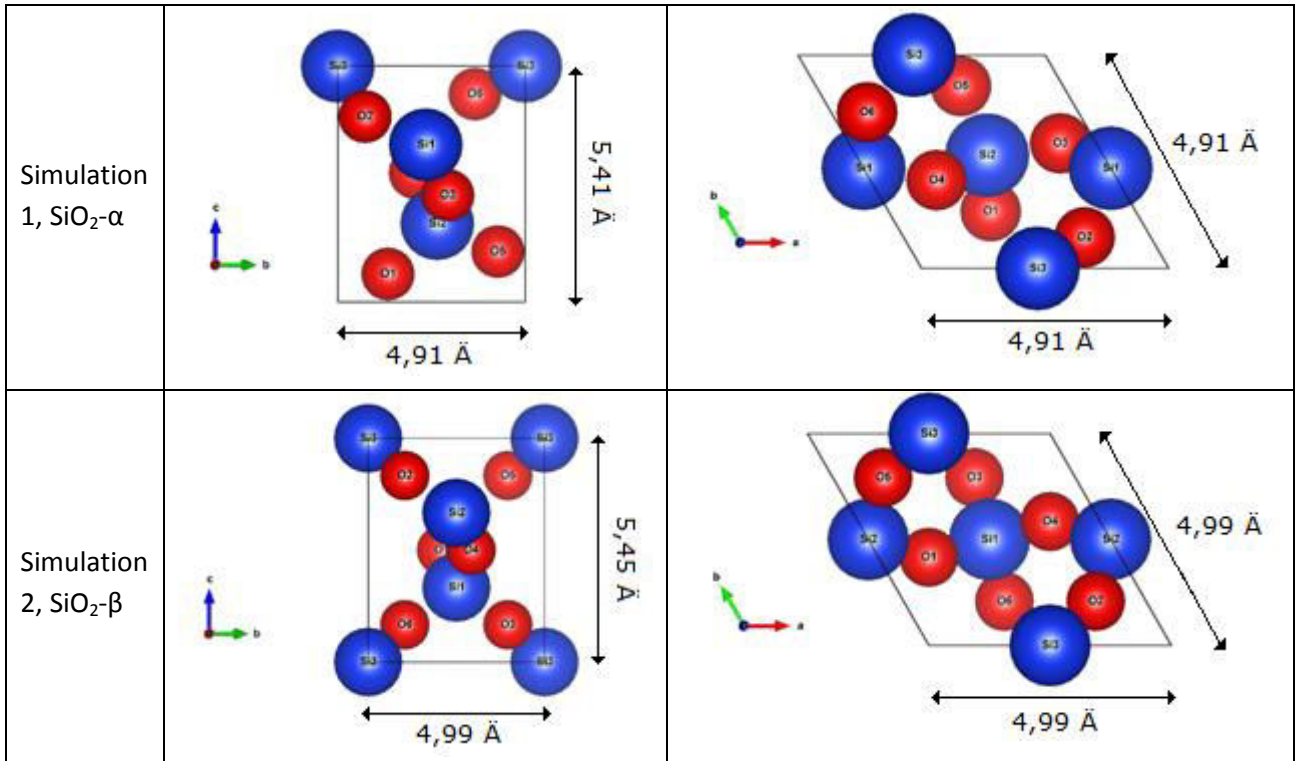 Simulation
1, SiO₂-α
Si3
Si3
O2
O6
Si1
O3
Si2
O1
O5
c
b
5,41 Ä
4,91 Ä
Si3
O5
O6
O3
Si1
Si2
Si1
O4
O1
O2
Si3
b
a
4,91 Ä
4,91 Ä
Simulation
2, SiO₂-β
Si3
Si3
O2
O5
Si2
O
O4
Si1
O6
O3
Si3
Si3
c
b
5,45 Ä
4,99 Ä
Si3
O3
O4
Si2
Si1
Si2
O1
O2
Si3
b
a
4,99 Ä
4,99 Ä